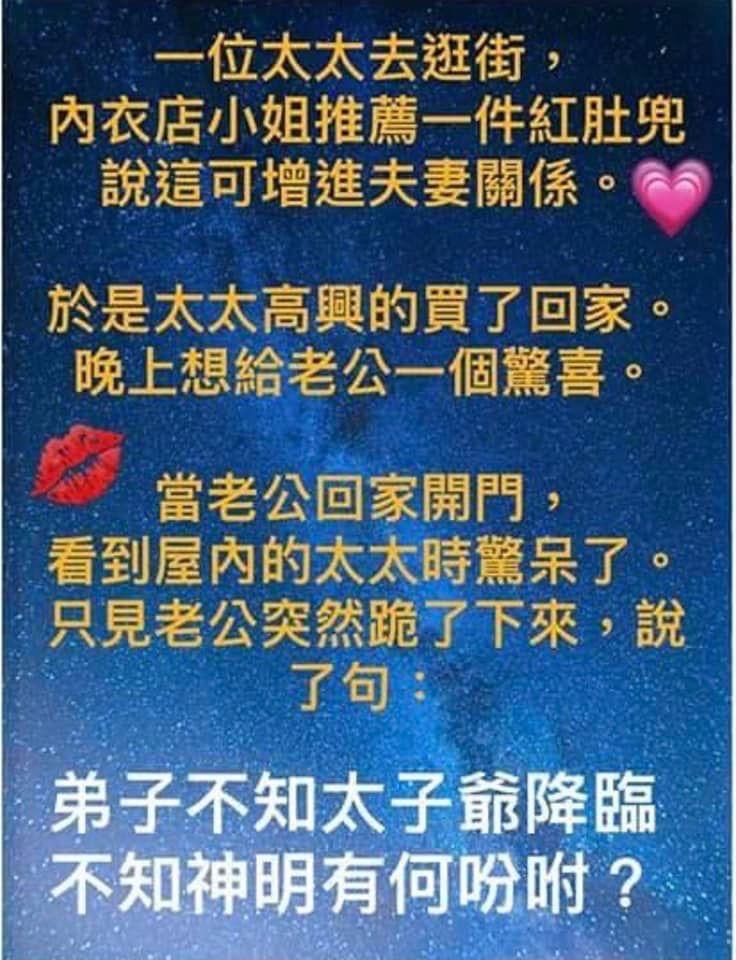 一位太太去逛街，
內衣店小姐推薦一件紅肚兜
說這可增進夫妻關係。
於是太太高興的買了回家。
晚上想給老公一個驚喜。
當老公回家開門，
看到屋內的太太時驚呆了。
只見老公突然跪了下來，說
了句：
弟子不知太子爺降臨
不知神明有何吩咐？